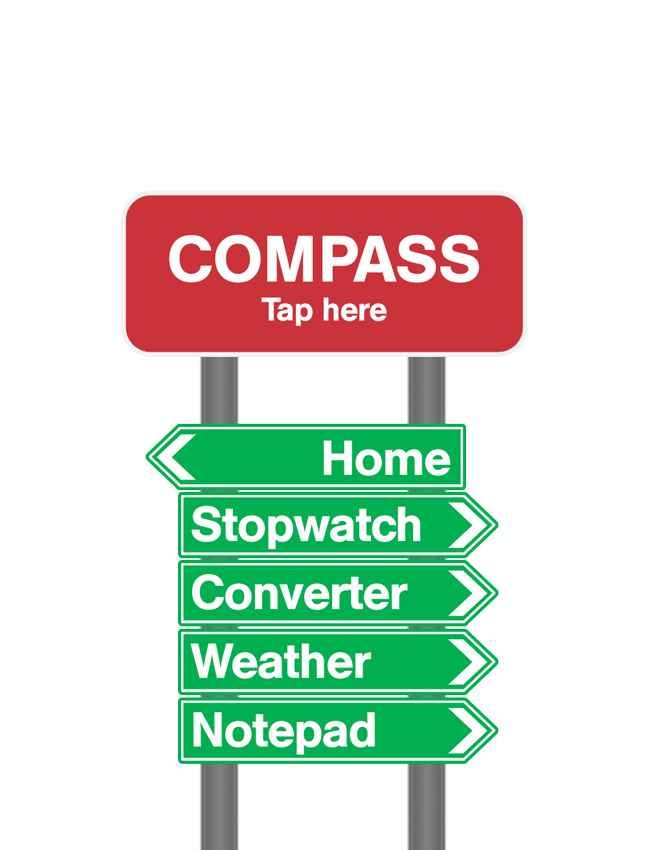 COMPASS
Tap here
Home
Stopwatch
Converter
Weather
Notepad